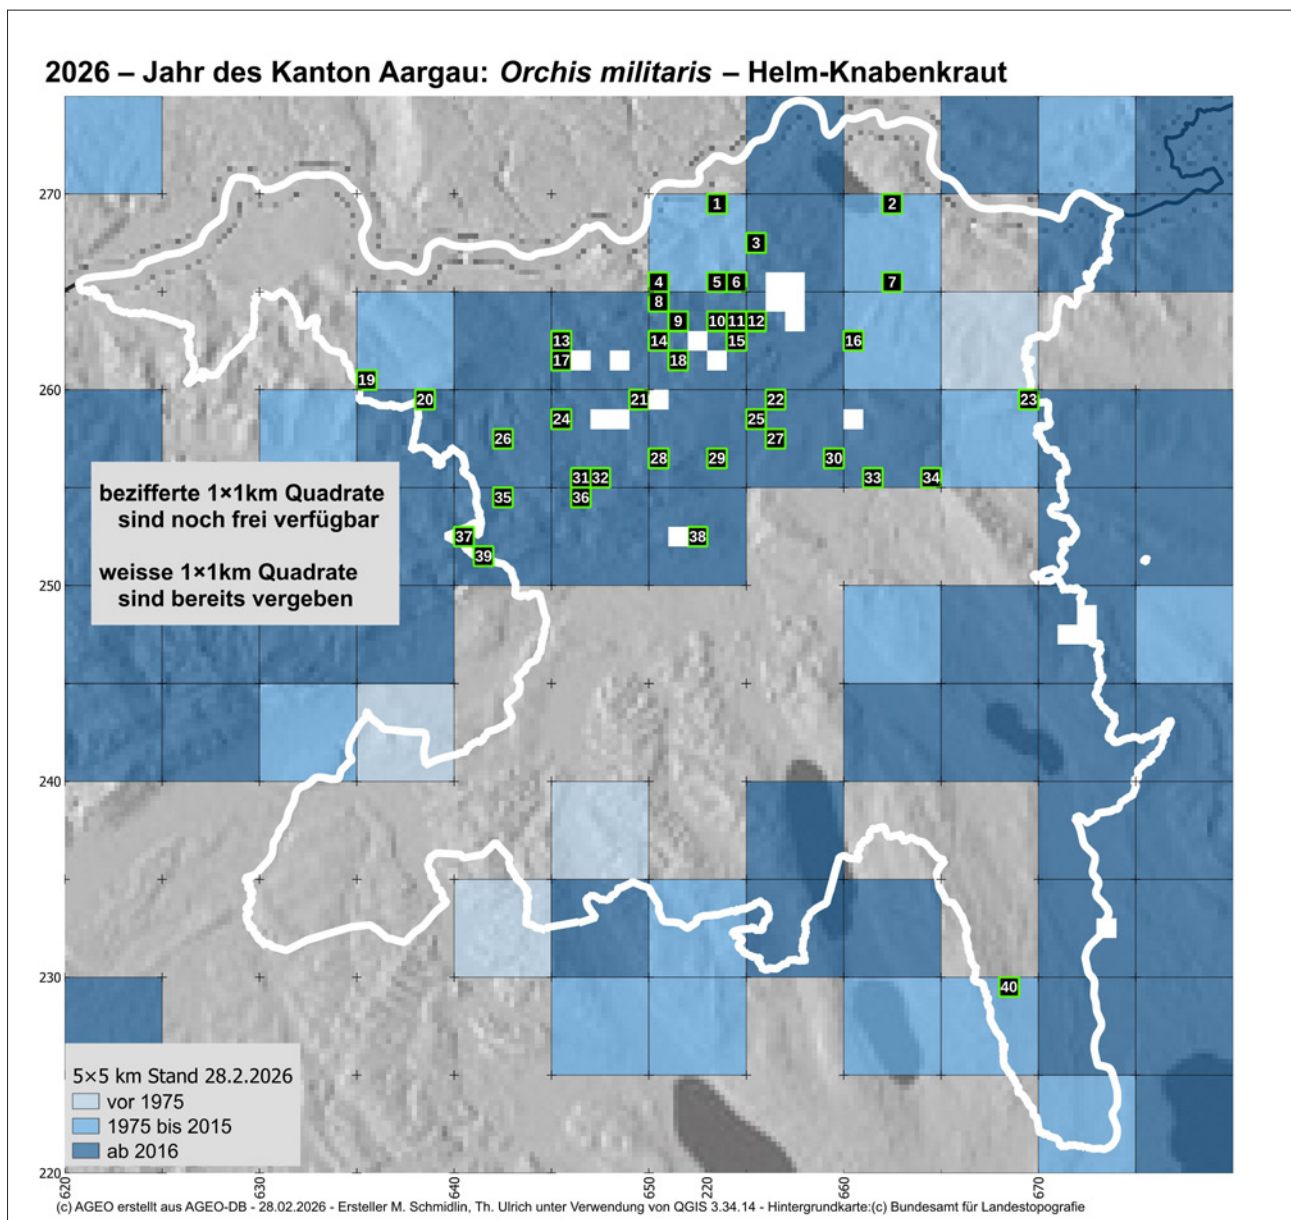 2026 – Jahr des Kanton Aargau: Orchis militaris – Helm-Knabenkraut
270
1 2
3
4 5 6 7
8
9 10 11 12
13 14 15 16
17 18
260
19
20 21 22 23
24 25
26 27
28 29 30
31 32 33 34
35 36
37 38
39
bezifferte 1×1km Quadrate
sind noch frei verfügbar
weisse 1×1km Quadrate
sind bereits vergeben
250
240
230
40
5×5 km Stand 28.2.2026
vor 1975
1975 bis 2015
ab 2016
220
620 630 640 650 220 660 670
(c) AGEO erstellt aus AGEO-DB - 28.02.2026 - Ersteller M. Schmidlin, Th. Ulrich unter Verwendung von QGIS 3.34.14 - Hintergrundkarte:(c) Bundesamt für Landestopografie